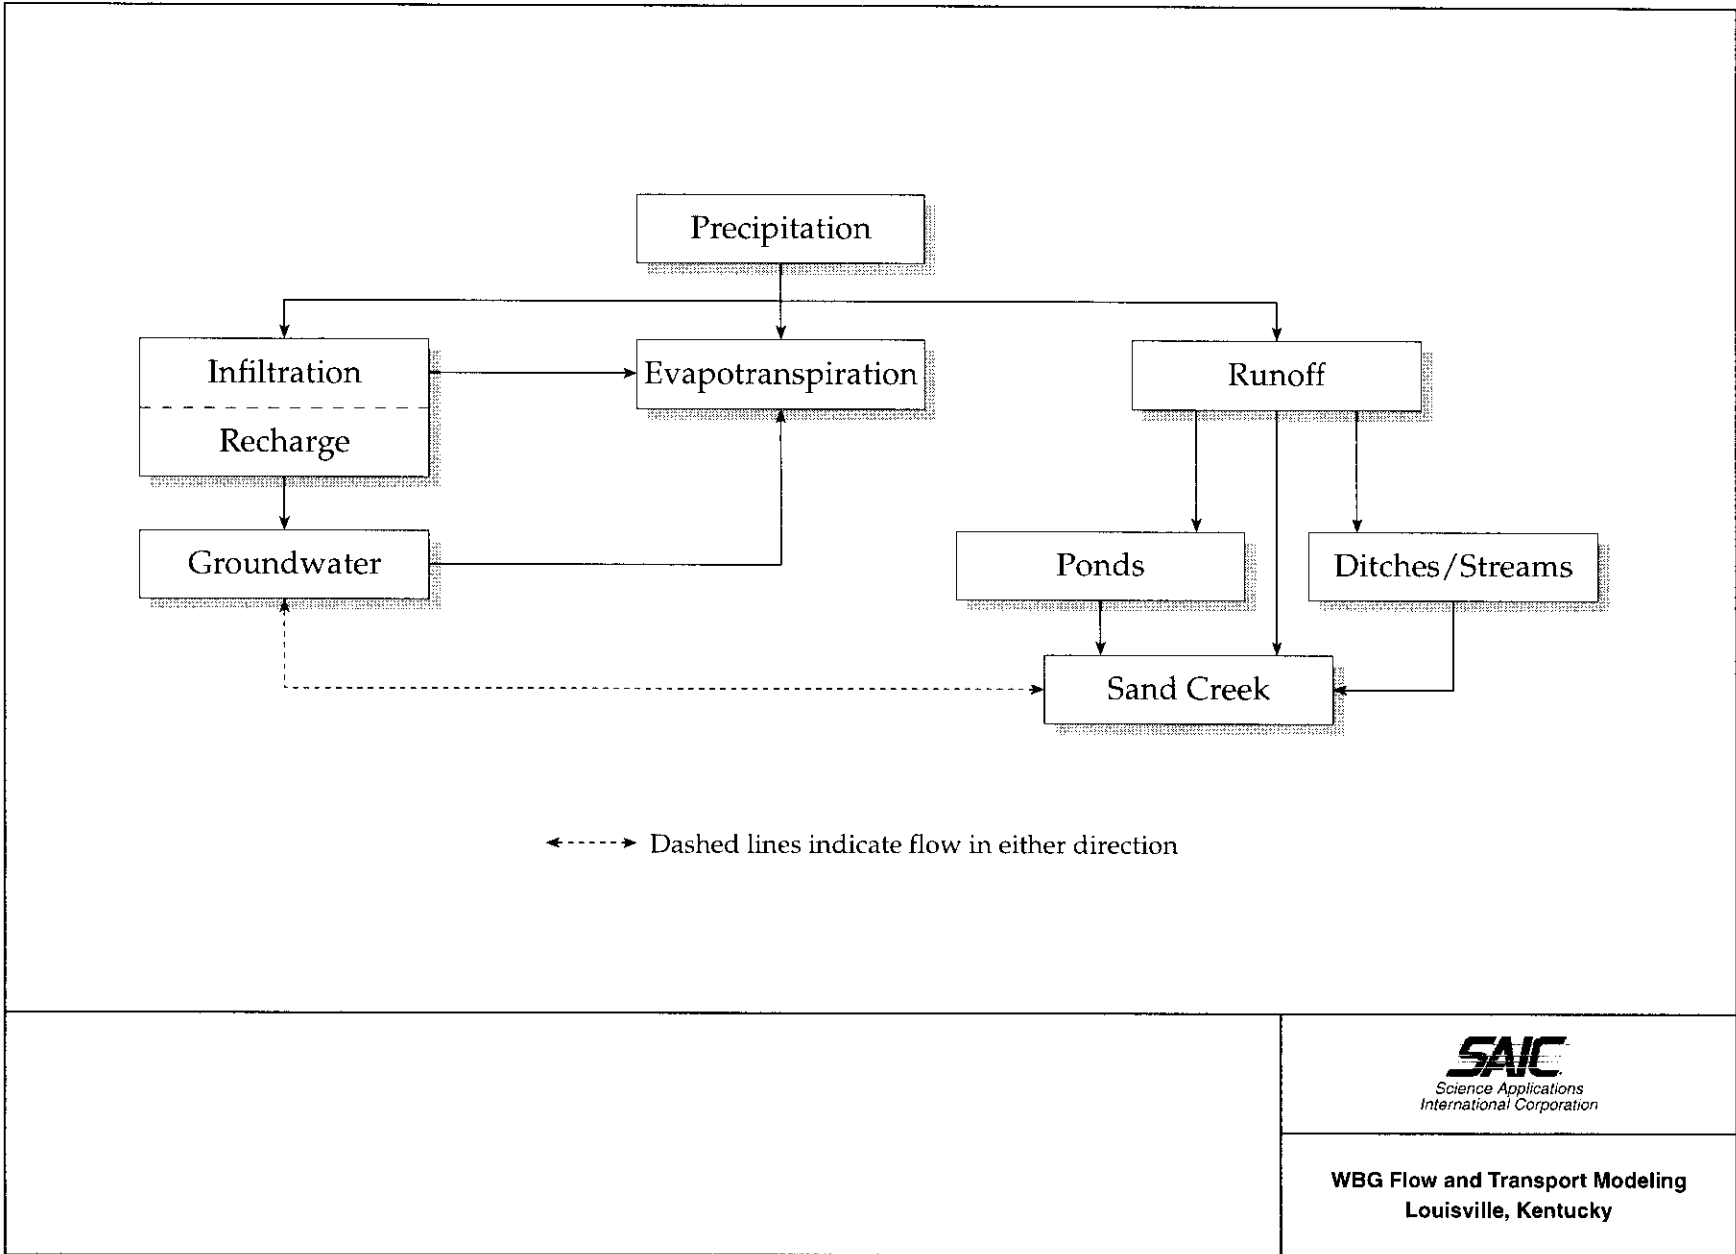 Precipitation
Infiltration
Evapotranspiration
Runoff
Recharge
Groundwater
Ponds
Ditches/Streams
Sand Creek
Dashed lines indicate flow in either direction
SAIC
Science Applications
International Corporation
WBG Flow and Transport Modeling
Louisville, Kentucky